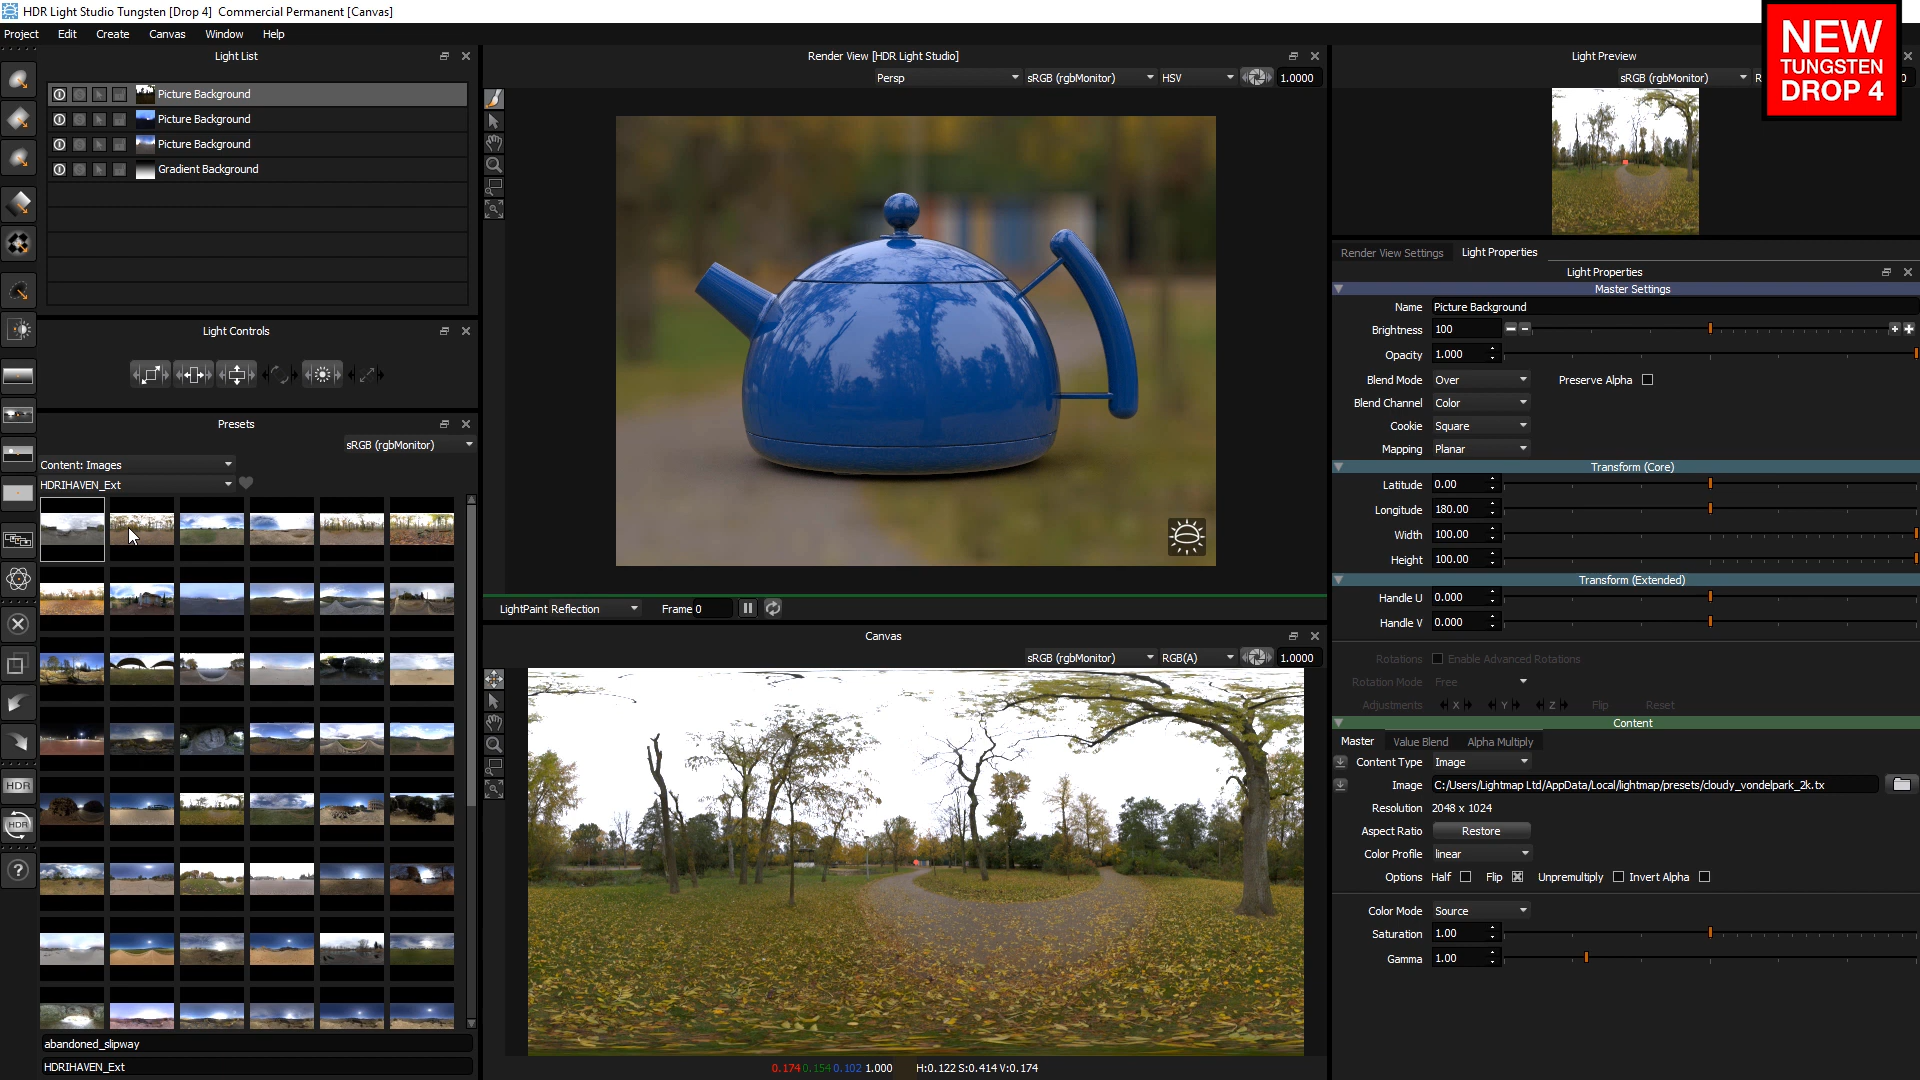 HDR Light Studio Tungsten [Drop 4]  Commercial Permanent [Canvas]
Project Edit Create Canvas Window Help
NEW
TUNGSTEN
DROP 4
Light List
Picture Background
Picture Background
Picture Background
Gradient Background
Light Controls
Presets
sRGB (rgbMonitor)
Content: Images
HDRIHAVEN_Ext
abandoned_slipway
HDRIHAVEN_Ext
HDR
HDR
?
Render View [HDR Light Studio]
Persp sRGB (rgbMonitor) HSV 1.0000
LightPaint Reflection Frame 0
Canvas
sRGB (rgbMonitor) RGB(A) 1.0000
0.174 0.154 0.102 1.000 H:0.122 S:0.414 V:0.174
Light Preview
sRGB (rgbMonitor)
Render View Settings Light Properties
Light Properties
Master Settings
Name Picture Background
Brightness 100
Opacity 1.000
Blend Mode Over Preserve Alpha
Blend Channel Color
Cookie Square
Mapping Planar
Transform (Core)
Latitude 0.00
Longitude 180.00
Width 100.00
Height 100.00
Transform (Extended)
Handle U 0.000
Handle V 0.000
Rotations Enable Advanced Rotations
Rotation Mode Free
Adjustments X Y Z Flip Reset
Content
Master Value Blend Alpha Multiply
Content Type Image
Image C:/Users/Lightmap Ltd/AppData/Local/lightmap/presets/cloudy_vondelpark_2k.tx
Resolution 2048 x 1024
Aspect Ratio Restore
Color Profile linear
Options Half Flip Unpremultiply Invert Alpha
Color Mode Source
Saturation 1.00
Gamma 1.00